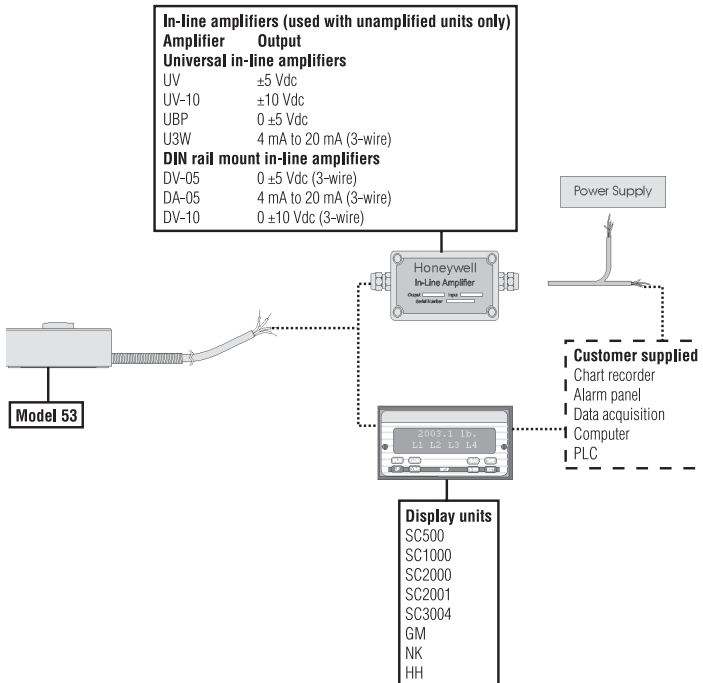 In-line amplifiers (used with unamplified units only)
Amplifier Output
Universal in-line amplifiers
UV ±5 Vdc
UV-10 ±10 Vdc
UBP 0 ±5 Vdc
U3W 4 mA to 20 mA (3-wire)
DIN rail mount in-line amplifiers
DV-05 0 ±5 Vdc (3-wire)
DA-05 4 mA to 20 mA (3-wire)
DV-10 0 ±10 Vdc (3-wire)
Power Supply
Honeywell
In-Line Amplifier
Output Input
Serial Number
Model 53
2003.1 lb.
L1 L2 L3 L4
Customer supplied
Chart recorder
Alarm panel
Data acquisition
Computer
PLC
Display units
SC500
SC1000
SC2000
SC2001
SC3004
GM
NK
HH